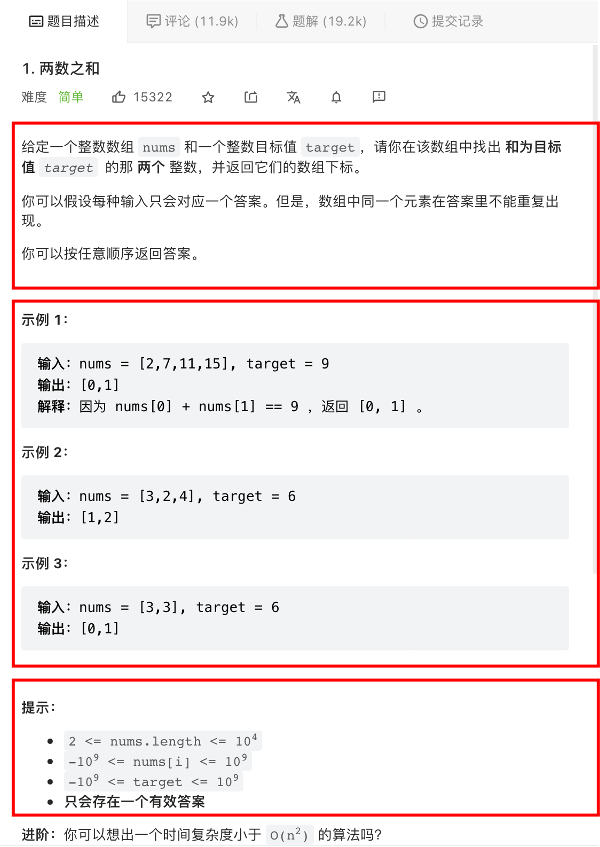 题目描述 评论 (11.9k) 题解 (19.2k) 提交记录
1. 两数之和
难度 简单 15322
给定一个整数数组 nums 和一个整数目标值 target，请你在该数组中找出 和为目标
值 target 的那 两个 整数，并返回它们的数组下标。
你可以假设每种输入只会对应一个答案。但是，数组中同一个元素在答案里不能重复出
现。
你可以按任意顺序返回答案。
示例 1：
输入：nums = [2,7,11,15], target = 9
输出：[0,1]
解释：因为 nums[0] + nums[1] == 9 ，返回 [0, 1] 。
示例 2：
输入：nums = [3,2,4], target = 6
输出：[1,2]
示例 3：
输入：nums = [3,3], target = 6
输出：[0,1]
提示：
• 2 <= nums.length <= 10⁴
• -10⁹ <= nums[i] <= 10⁹
• -10⁹ <= target <= 10⁹
• 只会存在一个有效答案
进阶：你可以想出一个时间复杂度小于 O(n²) 的算法吗？